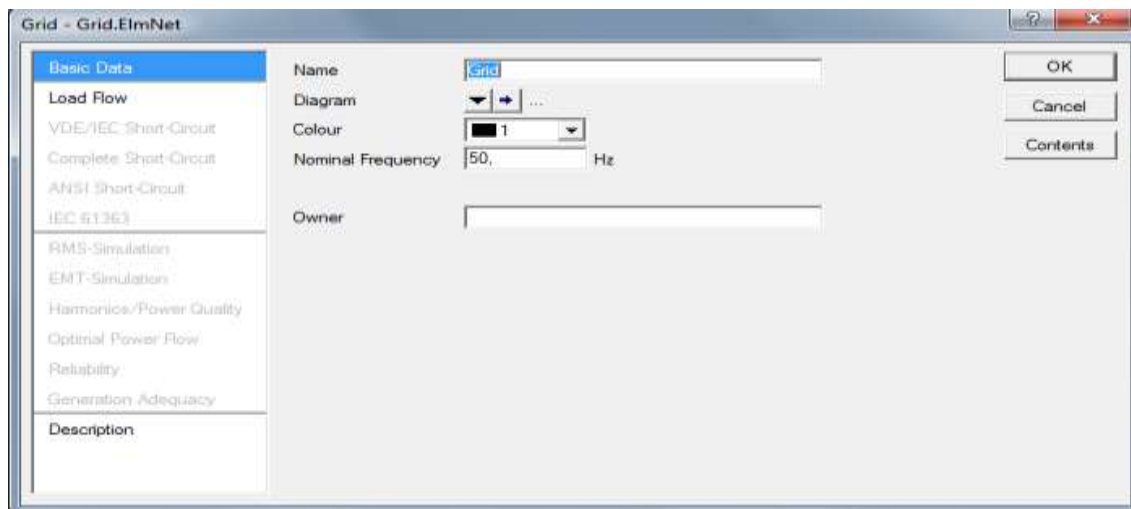 Grid - Grid.ElmNet
Basic Data
Load Flow
VDE/IEC Short-Circuit
Complete Short-Circuit
ANSI Short-Circuit
IEC 61363
RMS-Simulation
EMT-Simulation
Harmonics/Power Quality
Optimal Power Flow
Reliability
Generation Adequacy
Description
Name Grid
Diagram ...
Colour 1
Nominal Frequency 50, Hz
Owner
OK
Cancel
Contents